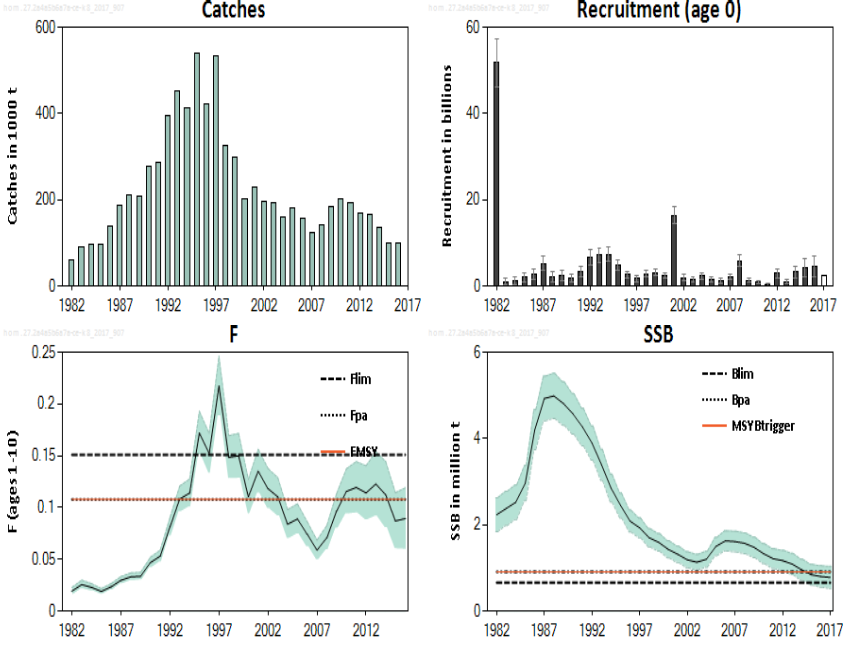 Catches
Catches in 1000 t
600
400
200
0
1982 1987 1992 1997 2002 2007 2012 2017
Recruitment (age 0)
Recruitment in billions
60
40
20
0
1982 1987 1992 1997 2002 2007 2012 2017
F
F (ages 1 -10)
0.25
0.2
0.15
0.1
0.05
0
Flim
Fpa
FMSY
1982 1987 1992 1997 2002 2007 2012
SSB
SSB in million t
6
4
2
0
Blim
Bpa
MSY Btrigger
1982 1987 1992 1997 2002 2007 2012 2017